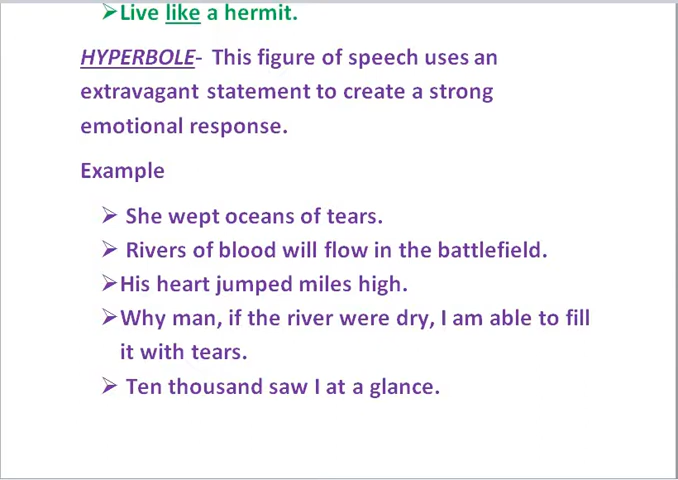 ➢Live like a hermit.
HYPERBOLE- This figure of speech uses an
extravagant statement to create a strong
emotional response.
Example
➢ She wept oceans of tears.
➢ Rivers of blood will flow in the battlefield.
➢His heart jumped miles high.
➢Why man, if the river were dry, I am able to fill
it with tears.
➢ Ten thousand saw I at a glance.